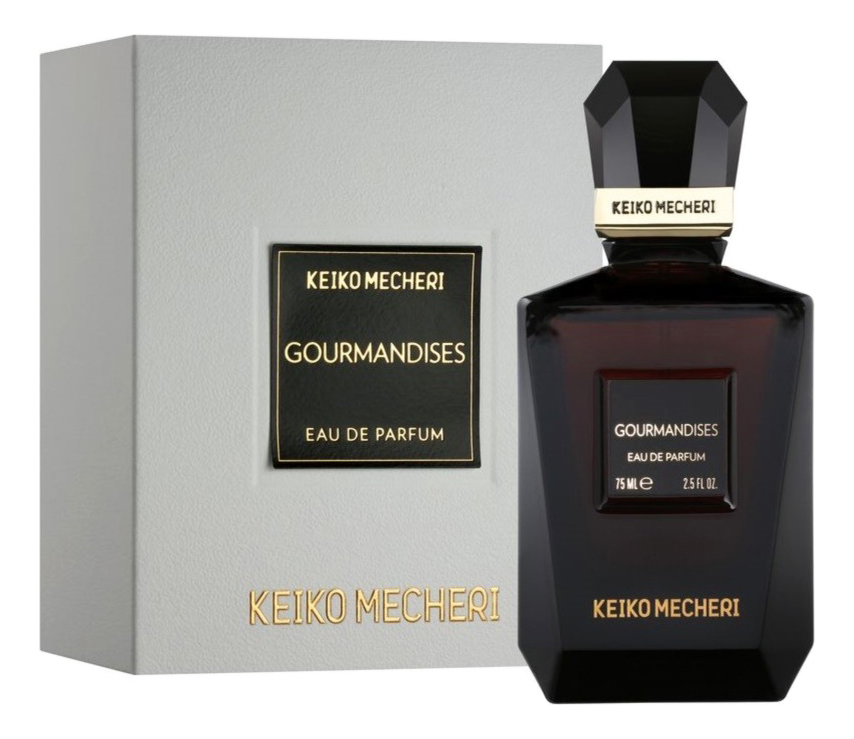 KEIKO MECHERI
GOURMANDISES
EAU DE PARFUM
KEIKO MECHERI
KEIKO MECHERI
GOURMANDISES
EAU DE PARFUM
75 ML ℮ 2.5 FL OZ.
KEIKO MECHERI